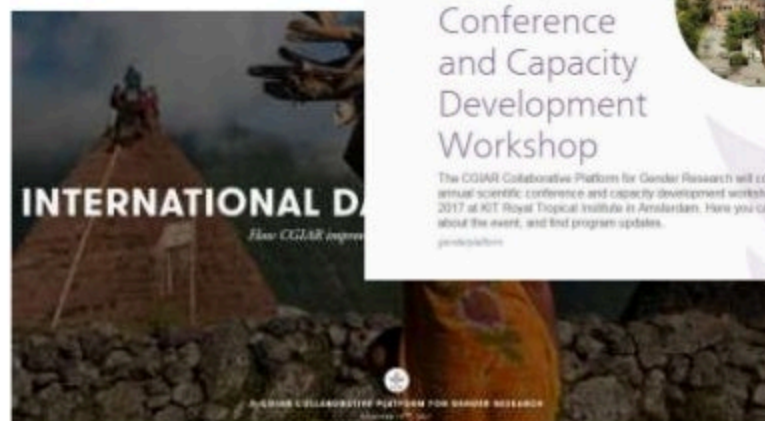 Conference
and Capacity
Development
Workshop
The CGIAR Collaborative Platform for Gender Research will
annual scientific conference and capacity development
2017 at KIT Royal Tropical Institute in Amsterdam. Here you
about the event, and find program updates.
genderplatform
INTERNATIONAL DA
How CGIAR improve
CGIAR COLLABORATIVE PLATFORM FOR GENDER RESEARCH